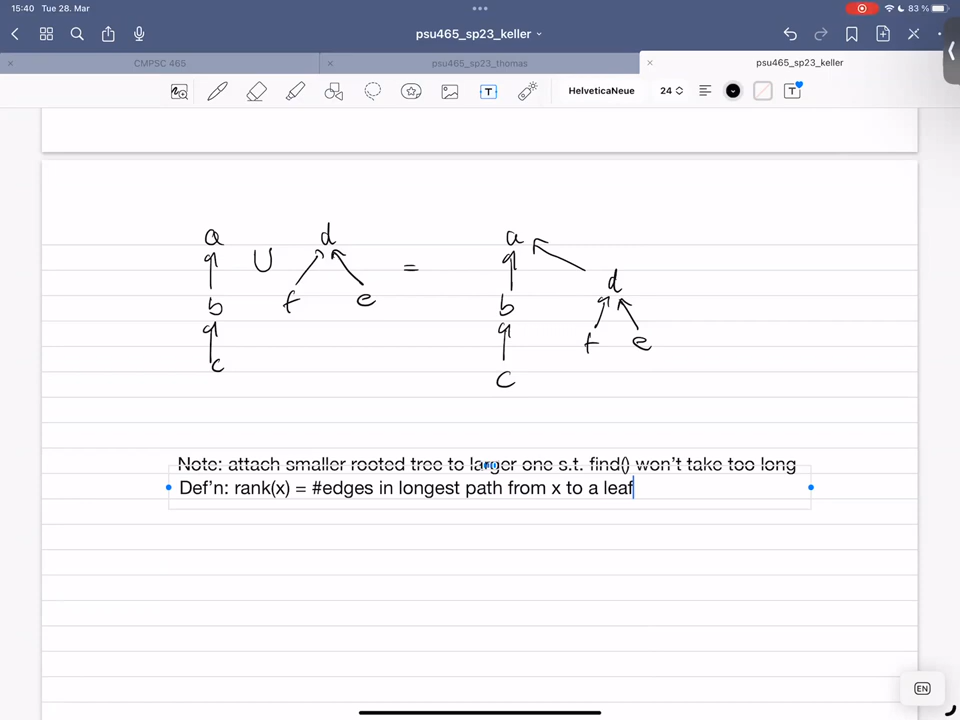 15:40 Tue 28. Mar
83 %
psu465_sp23_keller
CMPSC 465
psu465_sp23_thomas
psu465_sp23_keller
HelveticaNeue
24
T
T
a U d = a
d
b f e b
f e
c c
Note: attach smaller rooted tree to larger one s.t. find() won't take too long
Def'n: rank(x) = #edges in longest path from x to a leaf
EN